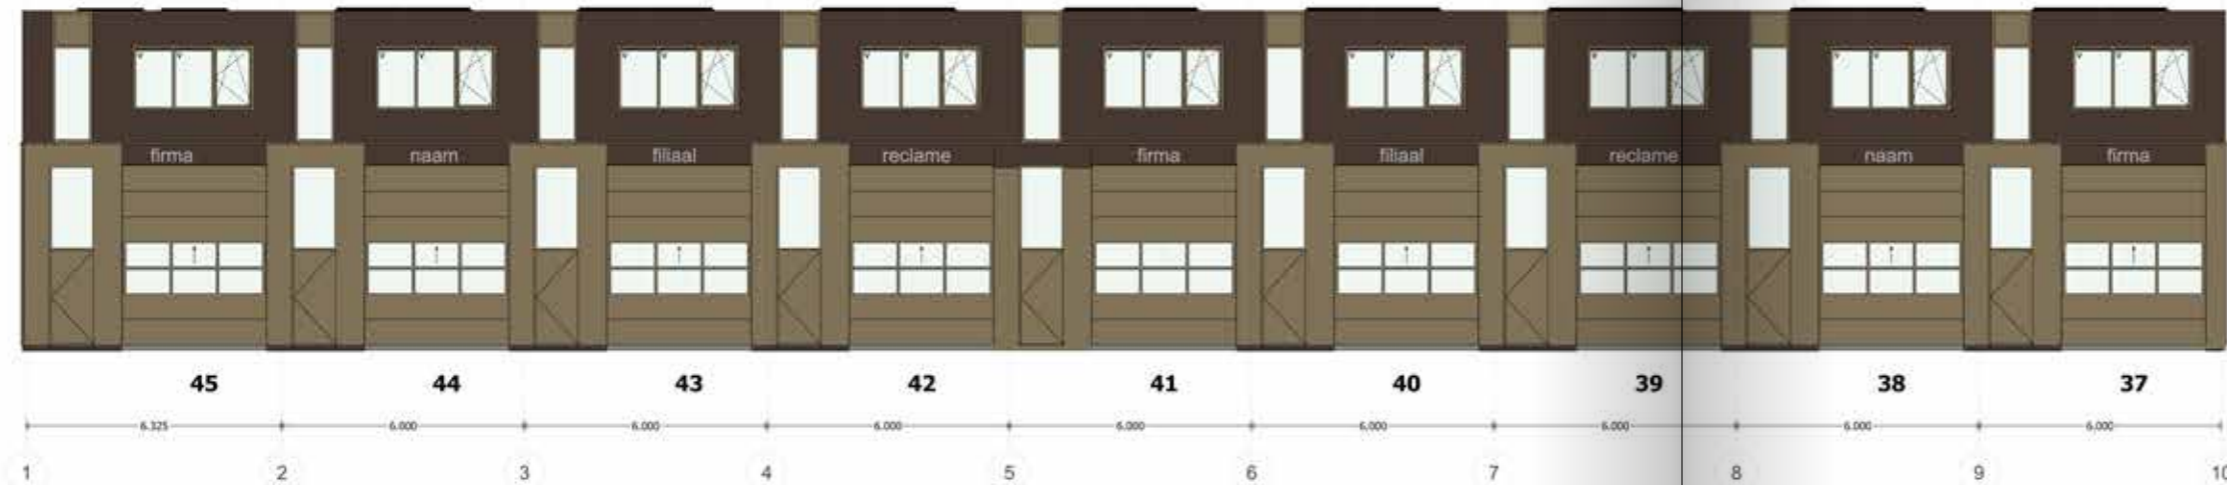 firma naam filiaal reclame firma filiaal reclame naam firma
45 44 43 42 41 40 39 38 37
6.325 6.000 6.000 6.000 6.000 6.000 6.000 6.000 6.000
1 2 3 4 5 6 7 8 9 10